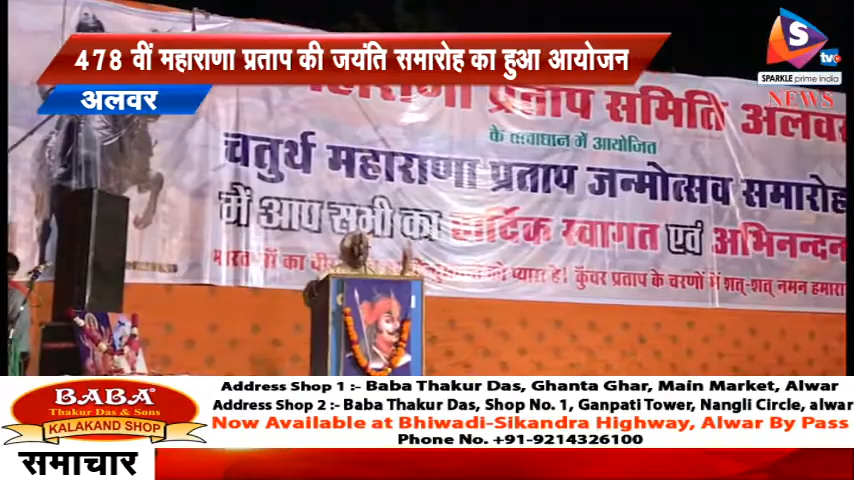 478 वीं महाराणा प्रताप की जयंति समारोह का हुआ आयोजन
अलवर
S
tv
SPARKLE prime india
NEWS
महाराणा प्रताप समिति अलवर
के तत्वाधान में आयोजित
चतुर्थ महाराणा प्रताप जन्मोत्सव समारोह
में आप सभी का हार्दिक स्वागत एवं अभिनन्दन
को प्यारा है। कुँवर प्रताप के चरणों में शत्-शत् नमन हमारा
BABA
Thakur Das & Sons
KALAKAND SHOP
Address Shop 1 :- Baba Thakur Das, Ghanta Ghar, Main Market, Alwar
Address Shop 2 :- Baba Thakur Das, Shop No. 1, Ganpati Tower, Nangli Circle, alwar
Now Available at Bhiwadi-Sikandra Highway, Alwar By Pass
Phone No. +91-9214326100
समाचार